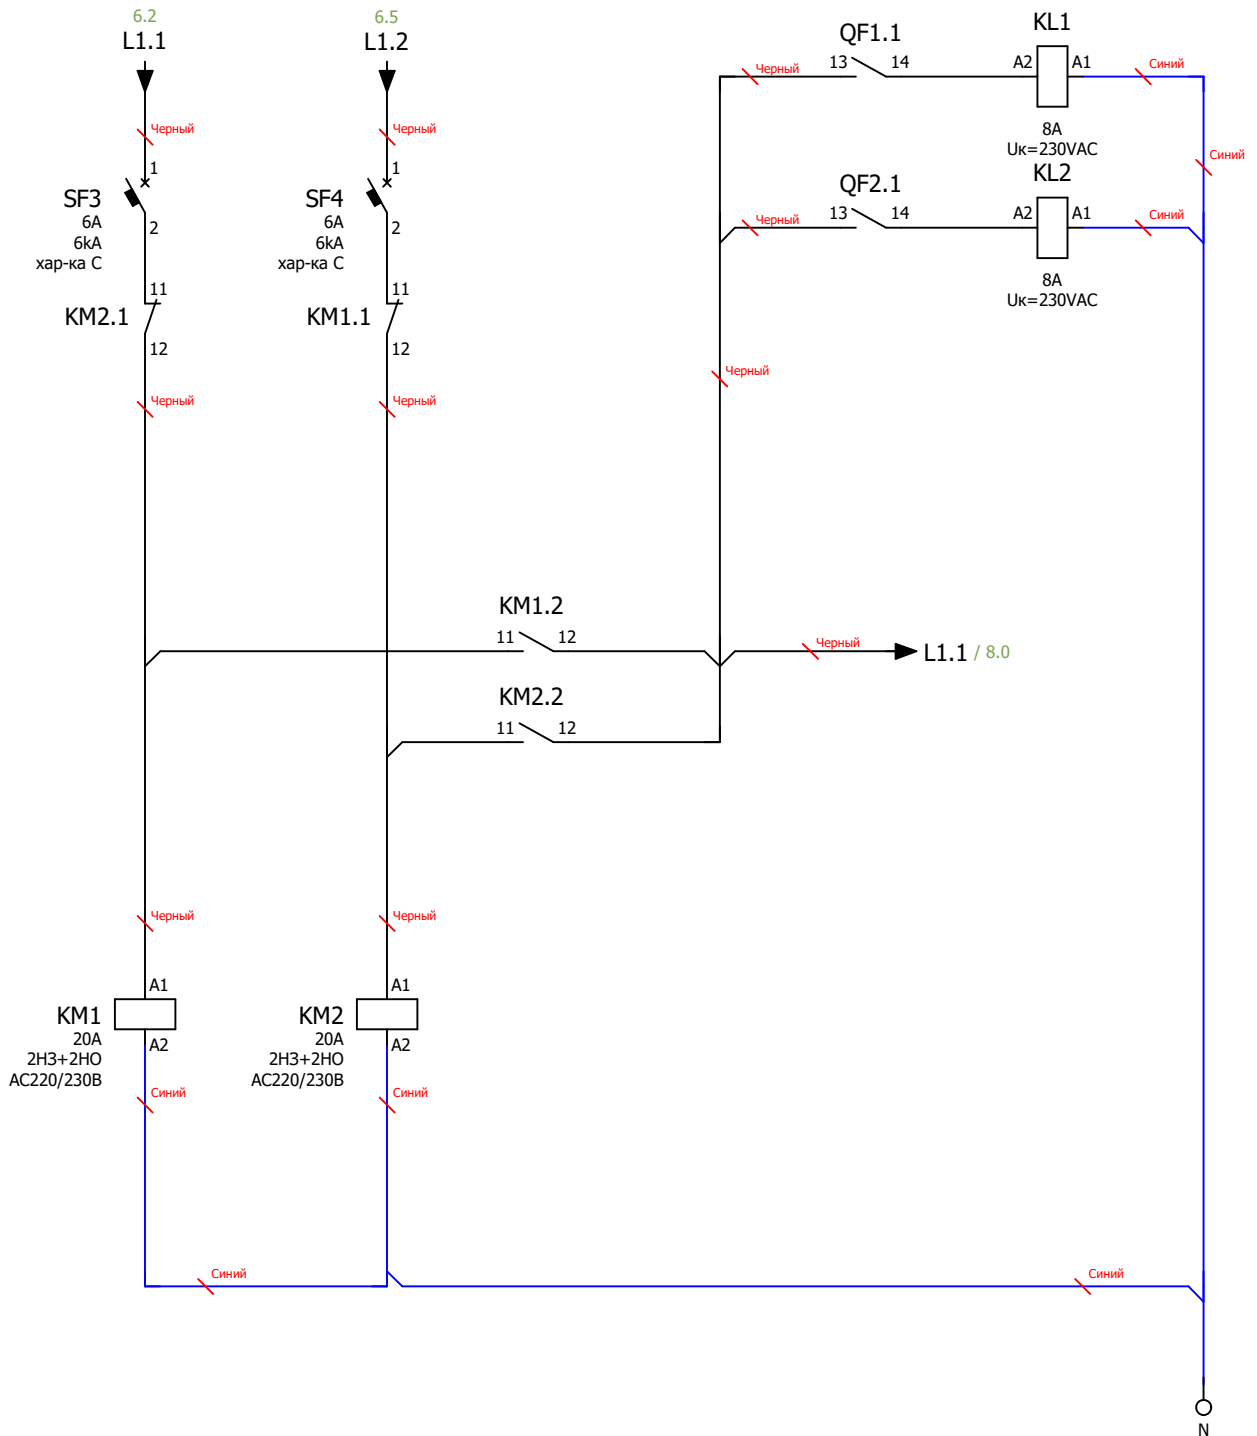 6.2
L1.1
6.5
L1.2
QF1.1
KL1
Черный
13
14
A2
A1
Синий
8A
Uк=230VAC
Черный
Черный
Синий
1
1
SF3
6A
6kA
хар-ка C
2
SF4
6A
6kA
хар-ка C
2
QF2.1
KL2
Черный
13
14
A2
A1
Синий
8A
Uк=230VAC
11
KM2.1
12
11
KM1.1
12
Черный
Черный
Черный
KM1.2
11
12
Черный
L1.1 / 8.0
KM2.2
11
12
Черный
Черный
A1
KM1
20A
2НЗ+2НО
AC220/230В
A2
A1
KM2
20A
2НЗ+2НО
AC220/230В
A2
Синий
Синий
Синий
Синий
N